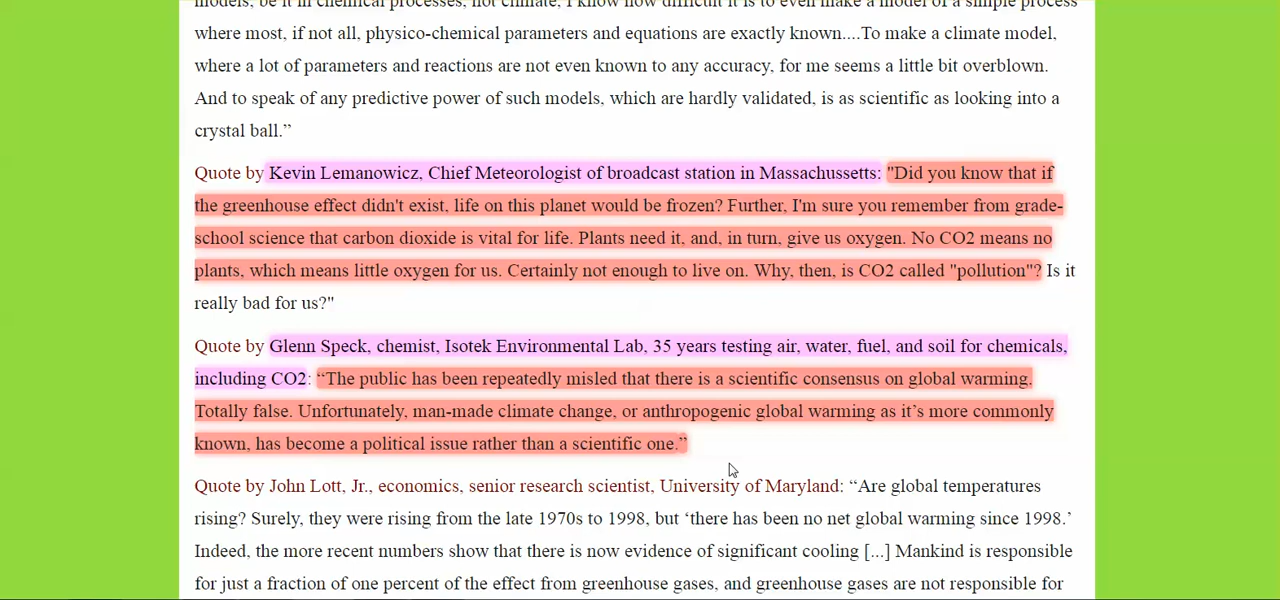 models, be it in chemical processes, not climate, I know how difficult it is to even make a model of a simple process
where most, if not all, physico-chemical parameters and equations are exactly known....To make a climate model,
where a lot of parameters and reactions are not even known to any accuracy, for me seems a little bit overblown.
And to speak of any predictive power of such models, which are hardly validated, is as scientific as looking into a
crystal ball.”
Quote by Kevin Lemanowicz, Chief Meteorologist of broadcast station in Massachussetts: "Did you know that if
the greenhouse effect didn't exist, life on this planet would be frozen? Further, I'm sure you remember from grade-
school science that carbon dioxide is vital for life. Plants need it, and, in turn, give us oxygen. No CO2 means no
plants, which means little oxygen for us. Certainly not enough to live on. Why, then, is CO2 called "pollution"? Is it
really bad for us?"
Quote by Glenn Speck, chemist, Isotek Environmental Lab, 35 years testing air, water, fuel, and soil for chemicals,
including CO2: “The public has been repeatedly misled that there is a scientific consensus on global warming.
Totally false. Unfortunately, man-made climate change, or anthropogenic global warming as it’s more commonly
known, has become a political issue rather than a scientific one.”
Quote by John Lott, Jr., economics, senior research scientist, University of Maryland: “Are global temperatures
rising? Surely, they were rising from the late 1970s to 1998, but ‘there has been no net global warming since 1998.’
Indeed, the more recent numbers show that there is now evidence of significant cooling [...] Mankind is responsible
for just a fraction of one percent of the effect from greenhouse gases, and greenhouse gases are not responsible for